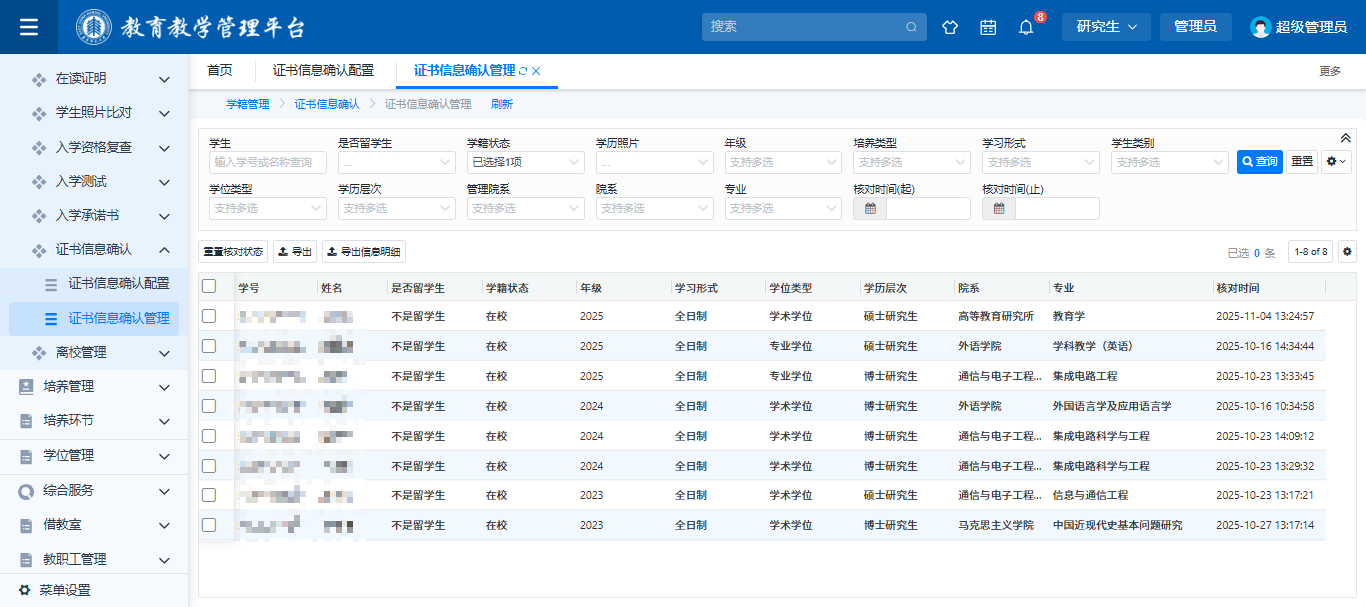 教育教学管理平台
搜索
8
研究生
管理员
超级管理员
在读证明
学生照片比对
入学资格复查
入学测试
入学承诺书
证书信息确认
证书信息确认配置
证书信息确认管理
离校管理
培养管理
培养环节
学位管理
综合服务
借教室
教职工管理
菜单设置
首页 证书信息确认配置 证书信息确认管理 更多
学籍管理 证书信息确认 证书信息确认管理 刷新
学生 是否留学生 学籍状态 学历照片 年级 培养类型 学习形式 学生类别
输入学号或名称查询 ... 已选择1项 ... 支持多选 支持多选 支持多选 支持多选 查询 重置
学位类型 学历层次 管理院系 院系 专业 核对时间(起) 核对时间(止)
支持多选 支持多选 支持多选 支持多选 支持多选
重置核对状态 导出 导出信息明细 已选 0 条 1-8 of 8
学号 姓名 是否留学生 学籍状态 年级 学习形式 学位类型 学历层次 院系 专业 核对时间
不是留学生 在校 2025 全日制 学术学位 硕士研究生 高等教育研究所 教育学 2025-11-04 13:24:57
不是留学生 在校 2025 全日制 专业学位 硕士研究生 外语学院 学科教学（英语） 2025-10-16 14:34:44
不是留学生 在校 2025 全日制 专业学位 博士研究生 通信与电子工程... 集成电路工程 2025-10-23 13:33:45
不是留学生 在校 2024 全日制 学术学位 博士研究生 外语学院 外国语言学及应用语言学 2025-10-16 10:34:58
不是留学生 在校 2024 全日制 学术学位 硕士研究生 通信与电子工程... 集成电路科学与工程 2025-10-23 14:09:12
不是留学生 在校 2024 全日制 学术学位 博士研究生 通信与电子工程... 集成电路科学与工程 2025-10-23 13:29:32
不是留学生 在校 2023 全日制 学术学位 硕士研究生 通信与电子工程... 信息与通信工程 2025-10-23 13:17:21
不是留学生 在校 2023 全日制 学术学位 博士研究生 马克思主义学院 中国近现代史基本问题研究 2025-10-27 13:17:14